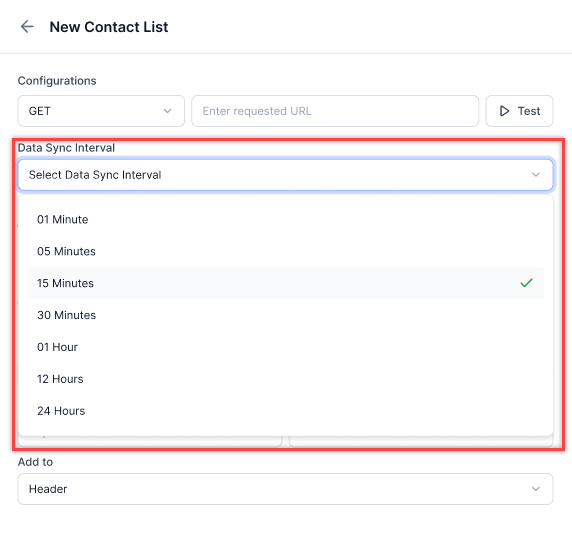 New Contact List
Configurations
GET
Enter requested URL
Test
Data Sync Interval
Select Data Sync Interval
01 Minute
05 Minutes
15 Minutes
30 Minutes
01 Hour
12 Hours
24 Hours
Add to
Header